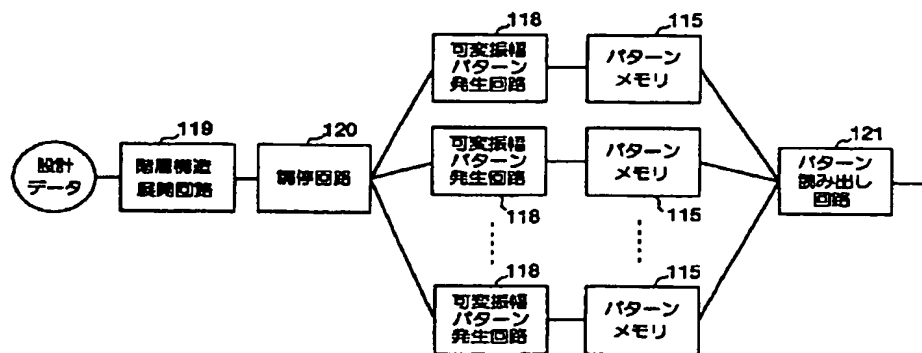 設計
データ
119
階層構造
展開回路
120
調停回路
118
可変振幅
パターン
発生回路
115
パターン
メモリ
可変振幅
パターン
発生回路
118
パターン
メモリ
115
118
可変振幅
パターン
発生回路
115
パターン
メモリ
121
パターン
読み出し
回路